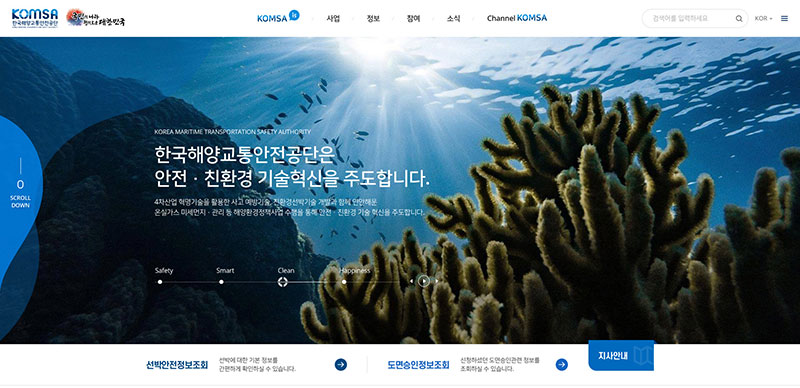 KOMSA
한국해양교통안전공단
대한민국
KOMSA is
사업
정보
참여
소식
Channel KOMSA
검색어를 입력하세요
KOR
KOREA MARITIME TRANSPORTATION SAFETY AUTHORITY
한국해양교통안전공단은
안전 · 친환경 기술혁신을 주도합니다.
4차산업 혁명기술을 활용한 사고 예방기술, 친환경선박기술 개발과 함께 연안해운
온실가스 미세먼지 · 관리 등 해양환경정책사업 수행을 통해 안전 · 친환경 기술 혁신을 주도합니다.
0
SCROLL
DOWN
Safety
Smart
Clean
Happiness
선박안전정보조회
선박에 대한 기본 정보를
간편하게 확인하실 수 있습니다.
도면승인정보조회
신청하셨던 도면승인관련 정보를
조회하실 수 있습니다.
지사안내